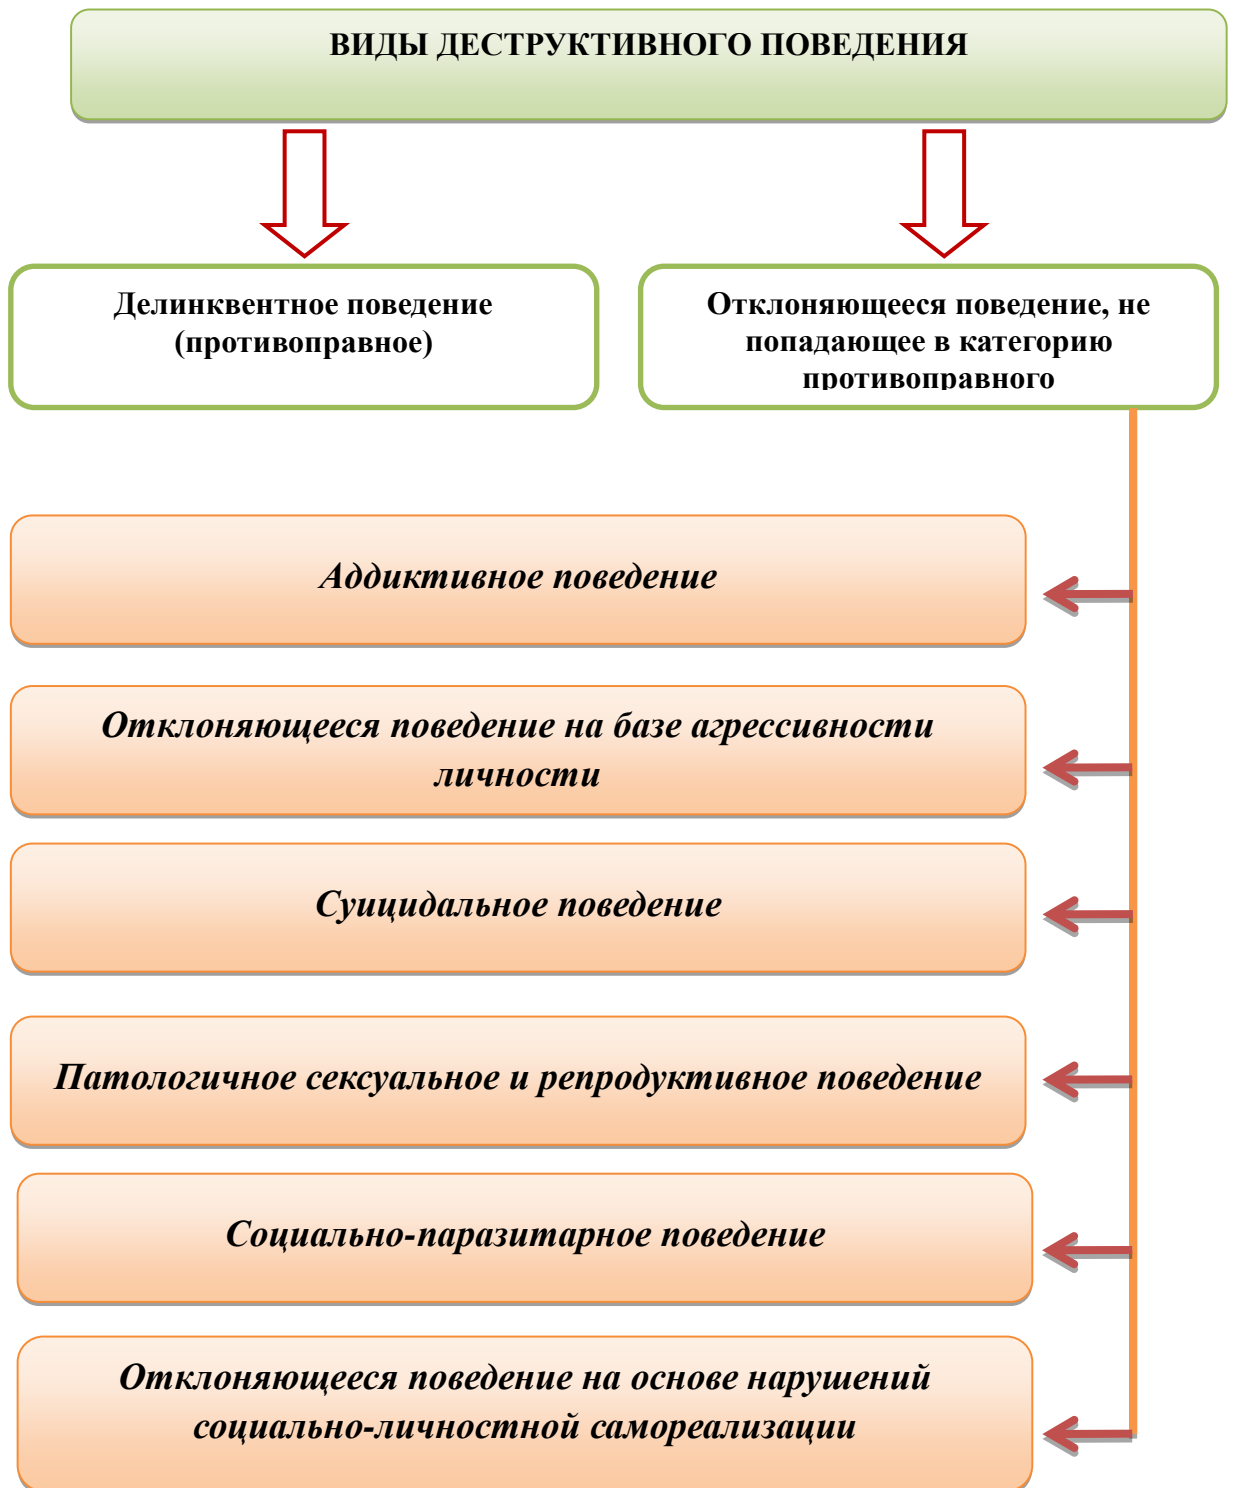 ВИДЫ ДЕСТРУКТИВНОГО ПОВЕДЕНИЯ
Делинквентное поведение
(противоправное)
Отклоняющееся поведение, не
попадающее в категорию
противоправного
Аддиктивное поведение
Отклоняющееся поведение на базе агрессивности
личности
Суицидальное поведение
Патологичное сексуальное и репродуктивное поведение
Социально-паразитарное поведение
Отклоняющееся поведение на основе нарушений
социально-личностной самореализации